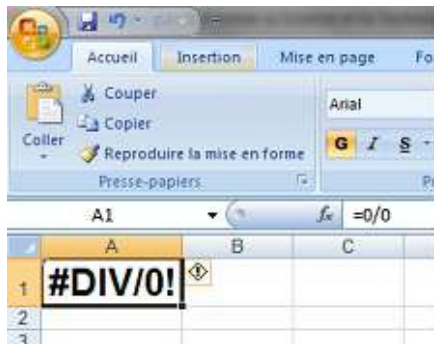 Accueil Insertion Mise en page Fo
Couper
Copier
Coller
Reproduire la mise en forme
Presse-papiers
Arial
G I S
A1 fx =0/0
A B C
1 #DIV/0!
2
3